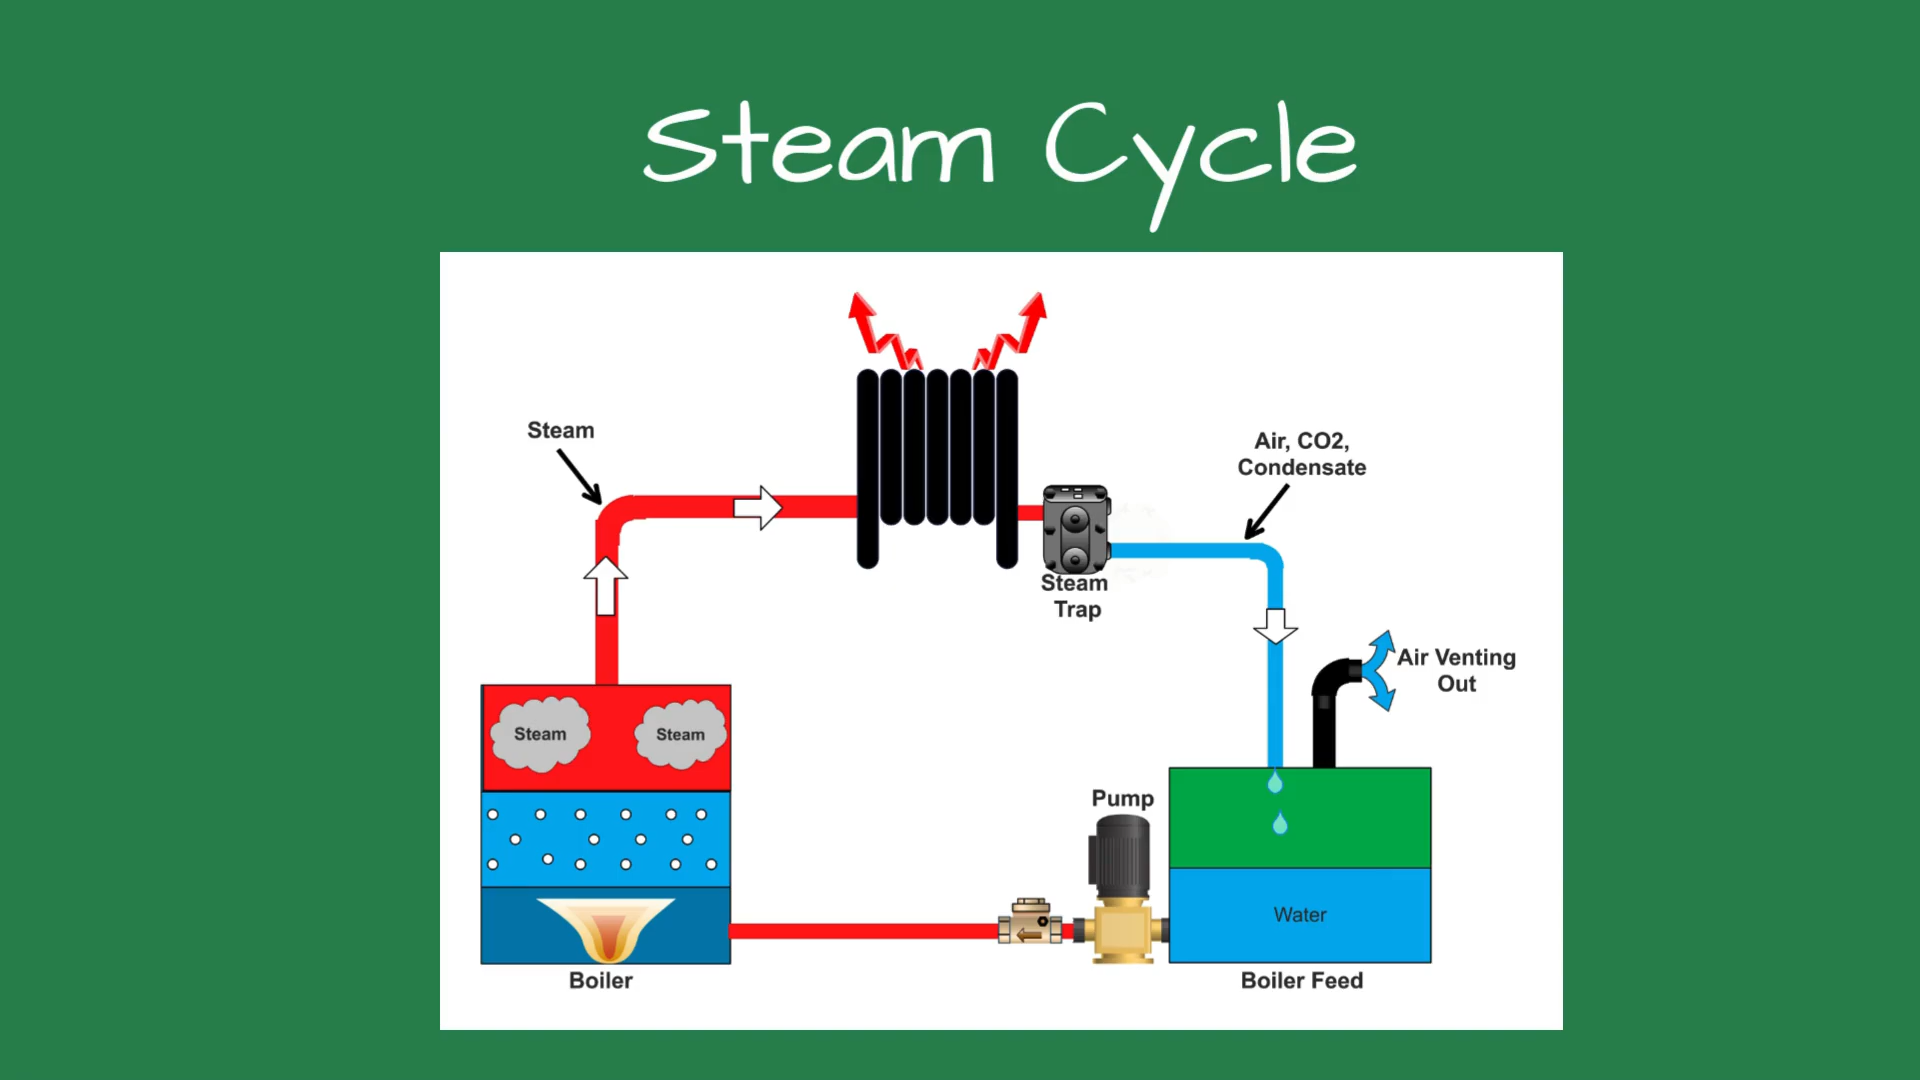 Steam Cycle
Steam
Air, CO2,
Condensate
Steam
Trap
Air Venting
Out
Steam
Steam
Pump
Water
Boiler
Boiler Feed